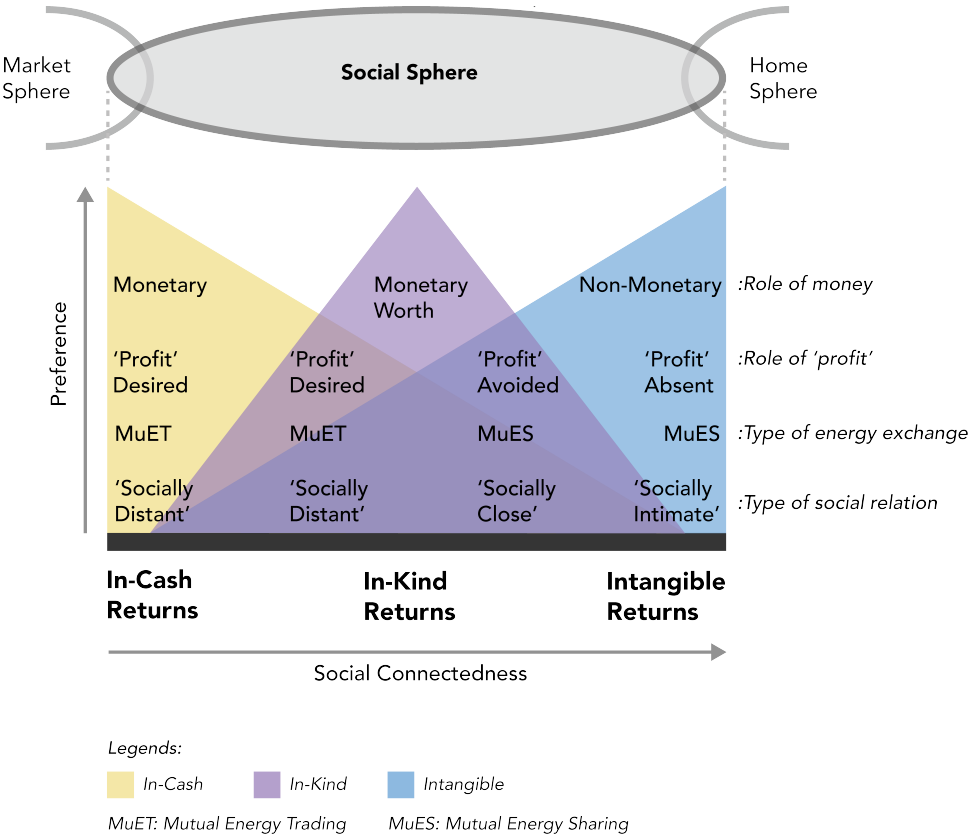 Market
Sphere
Social Sphere
Home
Sphere
Preference
Monetary
Monetary
Worth
Non-Monetary
:Role of money
‘Profit’
Desired
‘Profit’
Desired
‘Profit’
Avoided
‘Profit’
Absent
:Role of ‘profit’
MuET
MuET
MuES
MuES
:Type of energy exchange
‘Socially
Distant’
‘Socially
Distant’
‘Socially
Close’
‘Socially
Intimate’
:Type of social relation
In-Cash
Returns
In-Kind
Returns
Intangible
Returns
Social Connectedness
Legends:
In-Cash
In-Kind
Intangible
MuET: Mutual Energy Trading
MuES: Mutual Energy Sharing